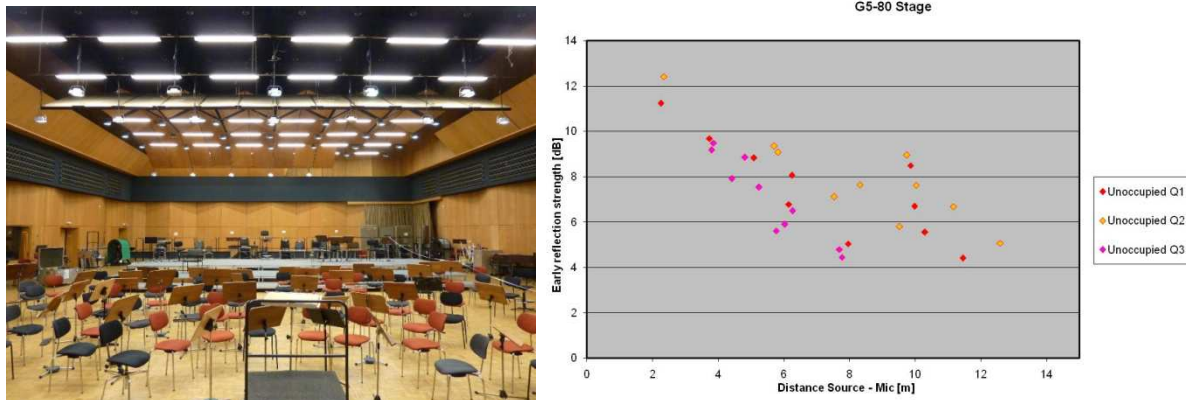 G5-80 Stage
14
12
10
8
6
4
2
0
Early reflection strength [dB]
0 2 4 6 8 10 12 14
Distance Source - Mic [m]
Unoccupied Q1
Unoccupied Q2
Unoccupied Q3